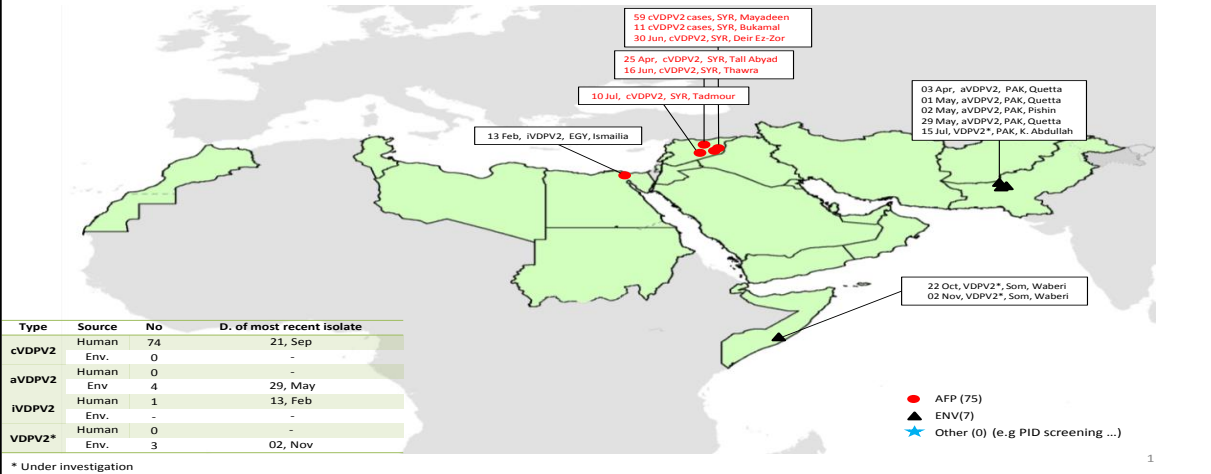 59 cVDPV2 cases, SYR, Mayadeen
11 cVDPV2 cases, SYR, Bukamal
30 Jun, cVDPV2, SYR, Deir Ez-Zor
25 Apr, cVDPV2, SYR, Tall Abyad
16 Jun, cVDPV2, SYR, Thawra
10 Jul, cVDPV2, SYR, Tadmour
03 Apr, aVDPV2, PAK, Quetta
01 May, aVDPV2, PAK, Quetta
02 May, aVDPV2, PAK, Pishin
29 May, aVDPV2, PAK, Quetta
15 Jul, VDPV2*, PAK, K. Abdullah
13 Feb, iVDPV2, EGY, Ismailia
22 Oct, VDPV2*, Som, Waberi
02 Nov, VDPV2*, Som, Waberi
Type Source No D. of most recent isolate
cVDPV2 Human 74 21, Sep
Env. 0 -
aVDPV2 Human 0 -
Env 4 29, May
iVDPV2 Human 1 13, Feb
Env. - -
VDPV2* Human 0 -
Env. 3 02, Nov
* Under investigation
AFP (75)
ENV(7)
Other (0) (e.g PID screening ...)
1